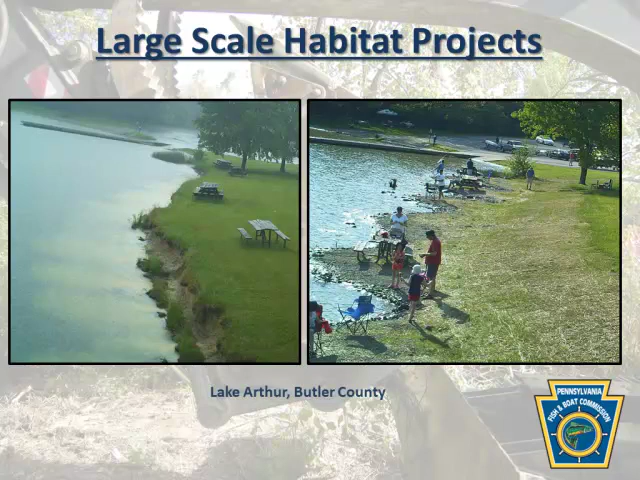 Large Scale Habitat Projects
Lake Arthur, Butler County
PENNSYLVANIA
FISH & BOAT COMMISSION